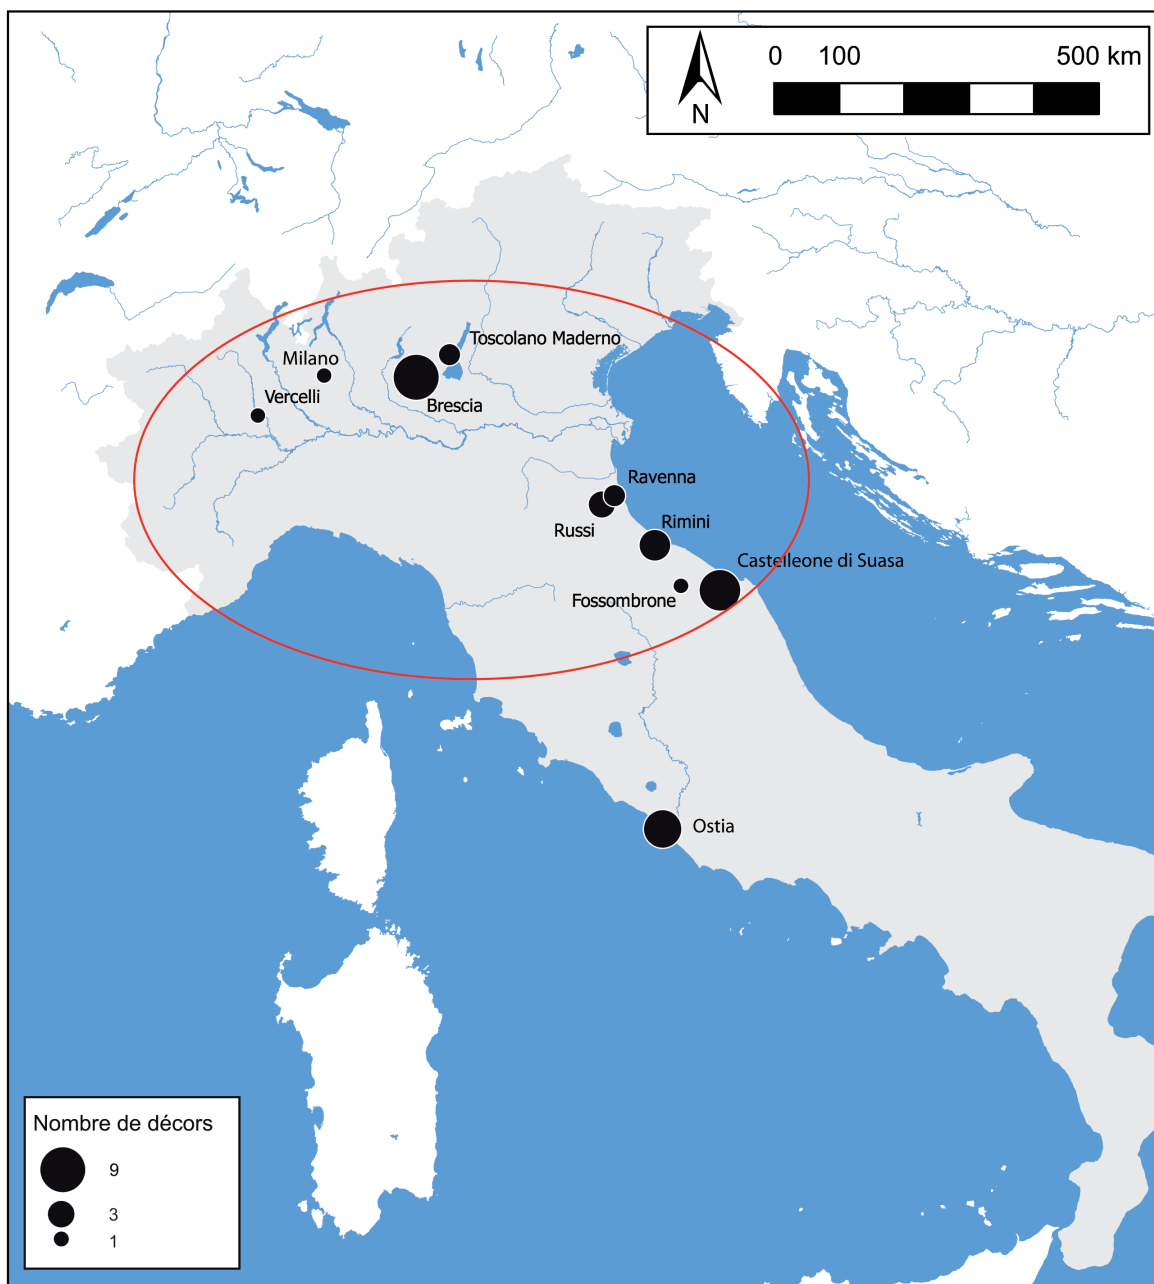 0 100 500 km
N
Toscolano Maderno
Milano
Vercelli
Brescia
Ravenna
Russi
Rimini
Castelleone di Suasa
Fossombrone
Ostia
Nombre de décors
9
3
1